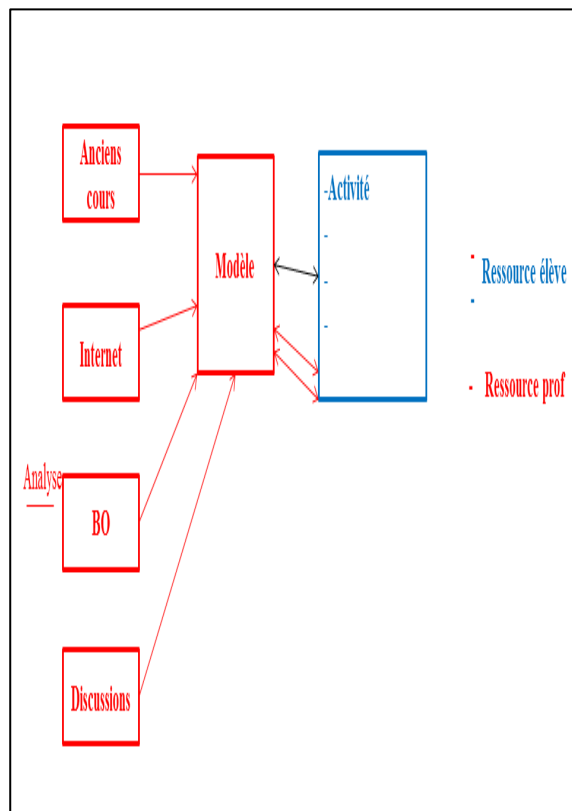 Anciens
cours
Modèle
-Activité
-
-
-
Internet
Analyse
BO
Discussions
- Ressource élève
-
- Ressource prof